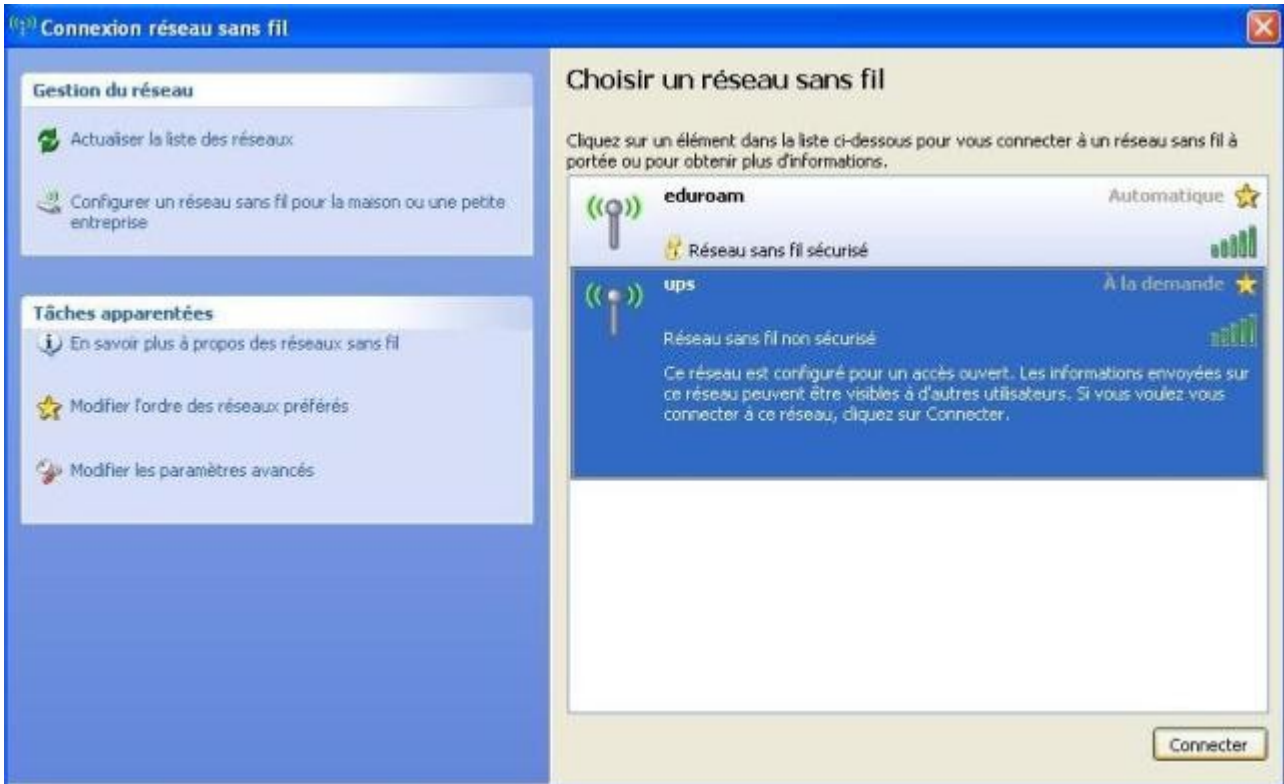 Connexion réseau sans fil
Gestion du réseau
Actualiser la liste des réseaux
Configurer un réseau sans fil pour la maison ou une petite
entreprise
Tâches apparentées
En savoir plus à propos des réseaux sans fil
Modifier l'ordre des réseaux préférés
Modifier les paramètres avancés
Choisir un réseau sans fil
Cliquez sur un élément dans la liste ci-dessous pour vous connecter à un réseau sans fil à
portée ou pour obtenir plus d'informations.
eduroam
Automatique
Réseau sans fil sécurisé
ups
À la demande
Réseau sans fil non sécurisé
Ce réseau est configuré pour un accès ouvert. Les informations envoyées sur
ce réseau peuvent être visibles à d'autres utilisateurs. Si vous voulez vous
connecter à ce réseau, cliquez sur Connecter.
Connecter